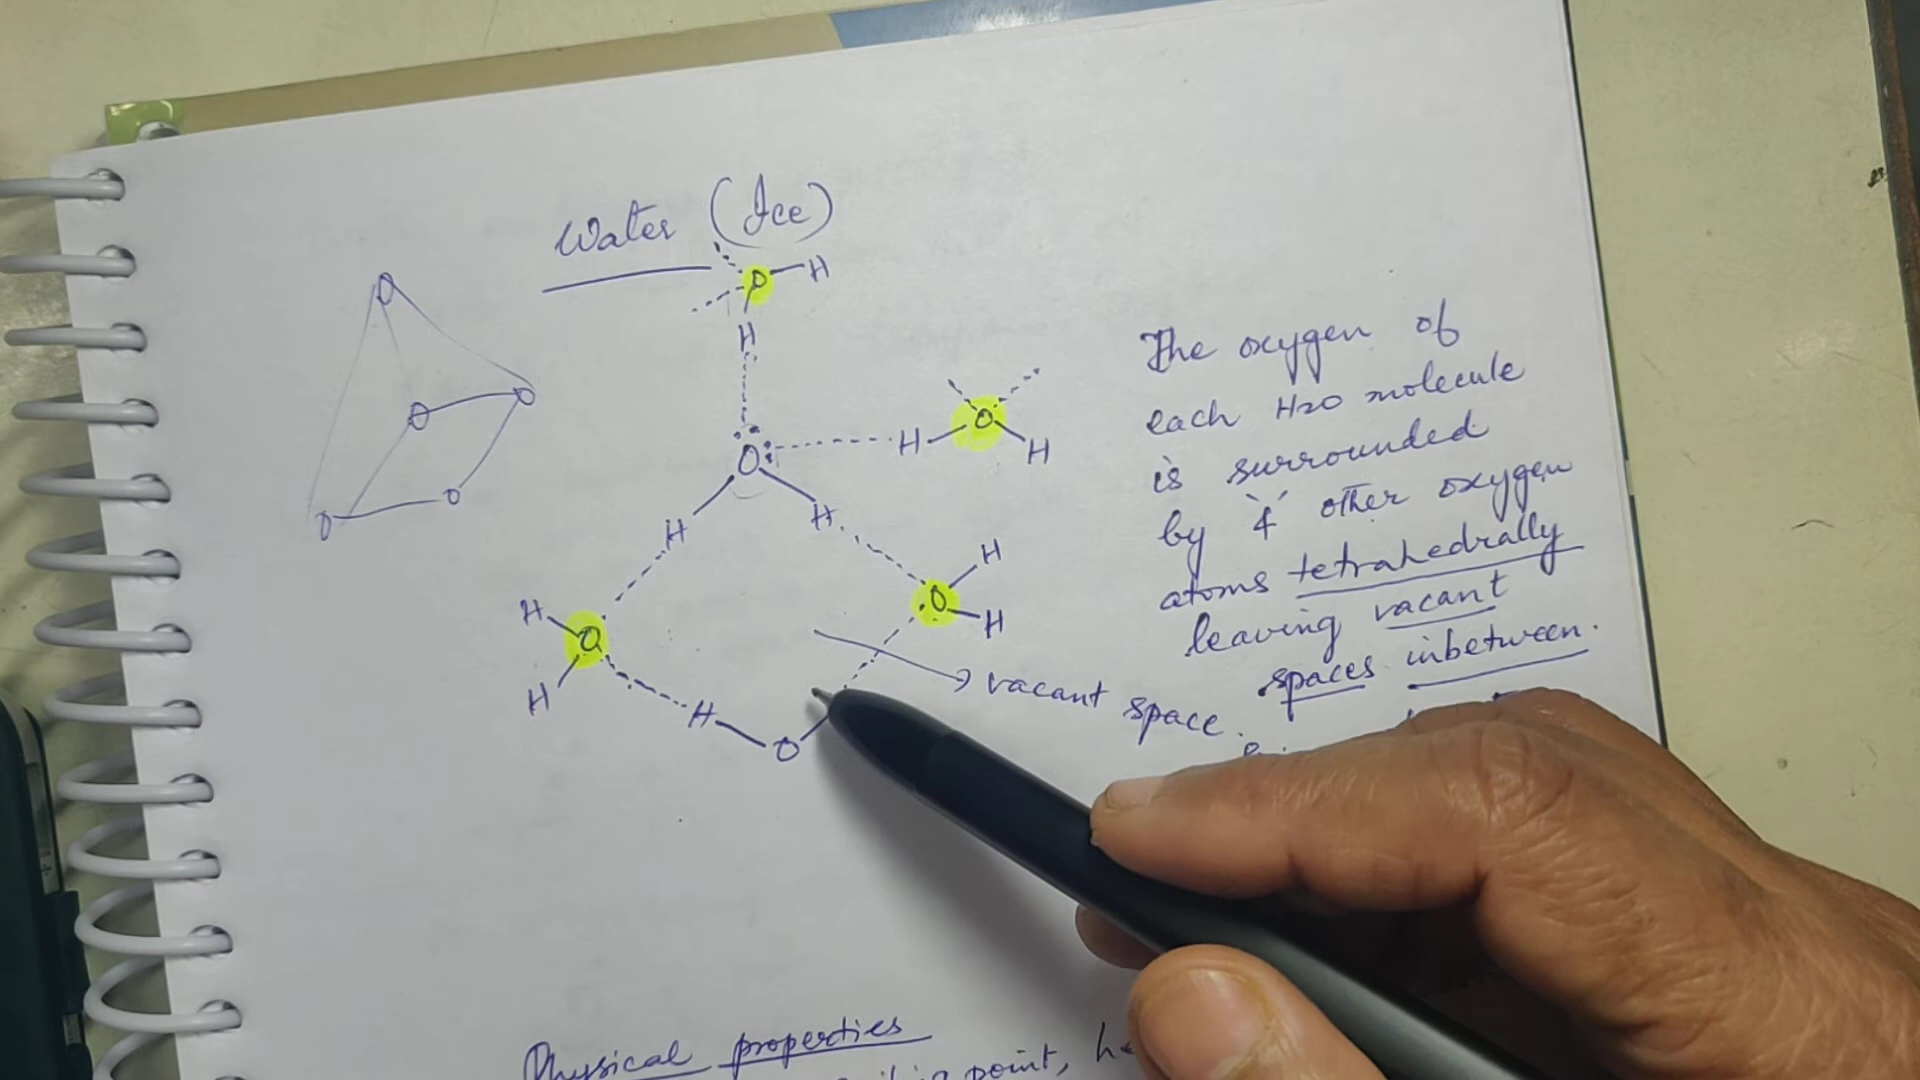 Water (Ice)
O
O-H
H
O
H
O
H
O
O
O
O
H
H
H
O
H
H
O
H
H
H
O
The oxygen of
each H2O molecule
is surrounded
by '4' other oxygen
atoms tetrahedrally
leaving vacant
spaces inbetween.
→ vacant space.
Physical properties
point,